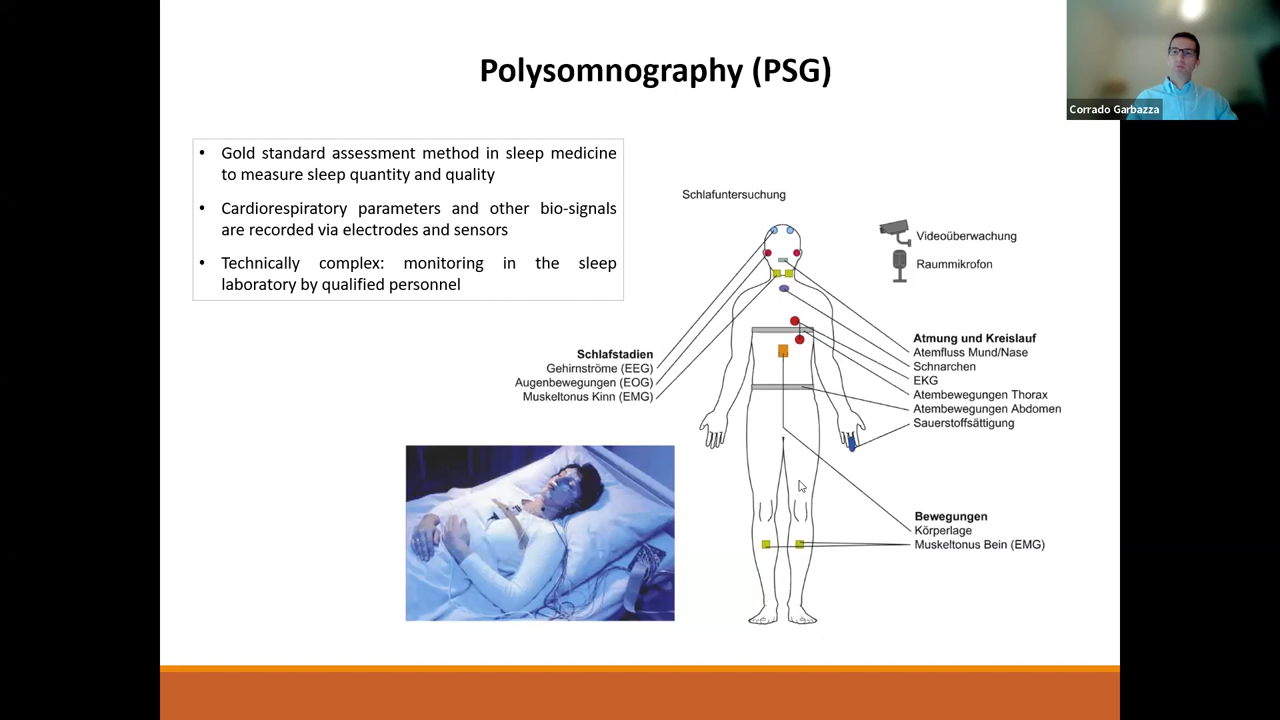 Polysomnography (PSG)
Corrado Garbazza
• Gold standard assessment method in sleep medicine
to measure sleep quantity and quality
• Cardiorespiratory parameters and other bio-signals
are recorded via electrodes and sensors
• Technically complex: monitoring in the sleep
laboratory by qualified personnel
Schlafuntersuchung
Videoüberwachung
Raummikrofon
Schlafstadien
Gehirnströme (EEG)
Augenbewegungen (EOG)
Muskeltonus Kinn (EMG)
Atmung und Kreislauf
Atemfluss Mund/Nase
Schnarchen
EKG
Atembewegungen Thorax
Atembewegungen Abdomen
Sauerstoffsättigung
Bewegungen
Körperlage
Muskeltonus Bein (EMG)